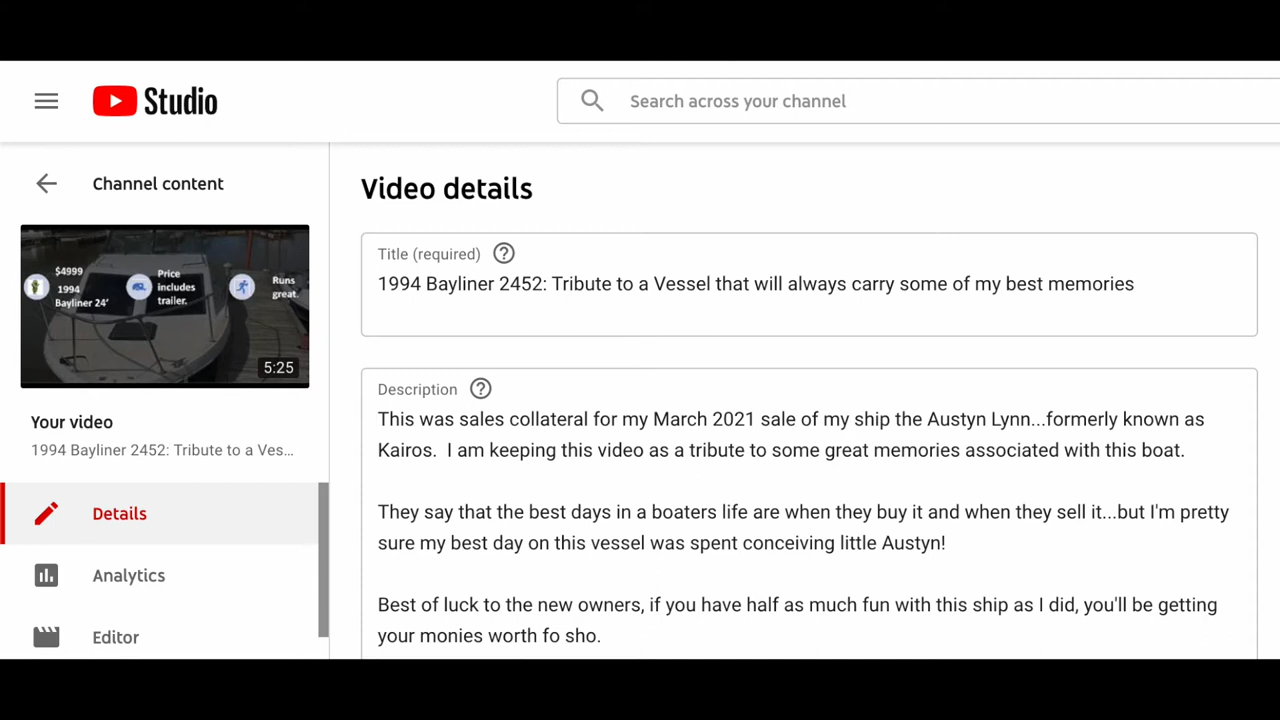 Studio
Search across your channel
Channel content
$4999
1994
Bayliner 24'
Price
includes
trailer.
Runs
great.
5:25
Your video
1994 Bayliner 2452: Tribute to a Ves...
Details
Analytics
Editor
Video details
Title (required)
1994 Bayliner 2452: Tribute to a Vessel that will always carry some of my best memories
Description
This was sales collateral for my March 2021 sale of my ship the Austyn Lynn...formerly known as
Kairos.  I am keeping this video as a tribute to some great memories associated with this boat.
They say that the best days in a boaters life are when they buy it and when they sell it...but I'm pretty
sure my best day on this vessel was spent conceiving little Austyn!
Best of luck to the new owners, if you have half as much fun with this ship as I did, you'll be getting
your monies worth fo sho.